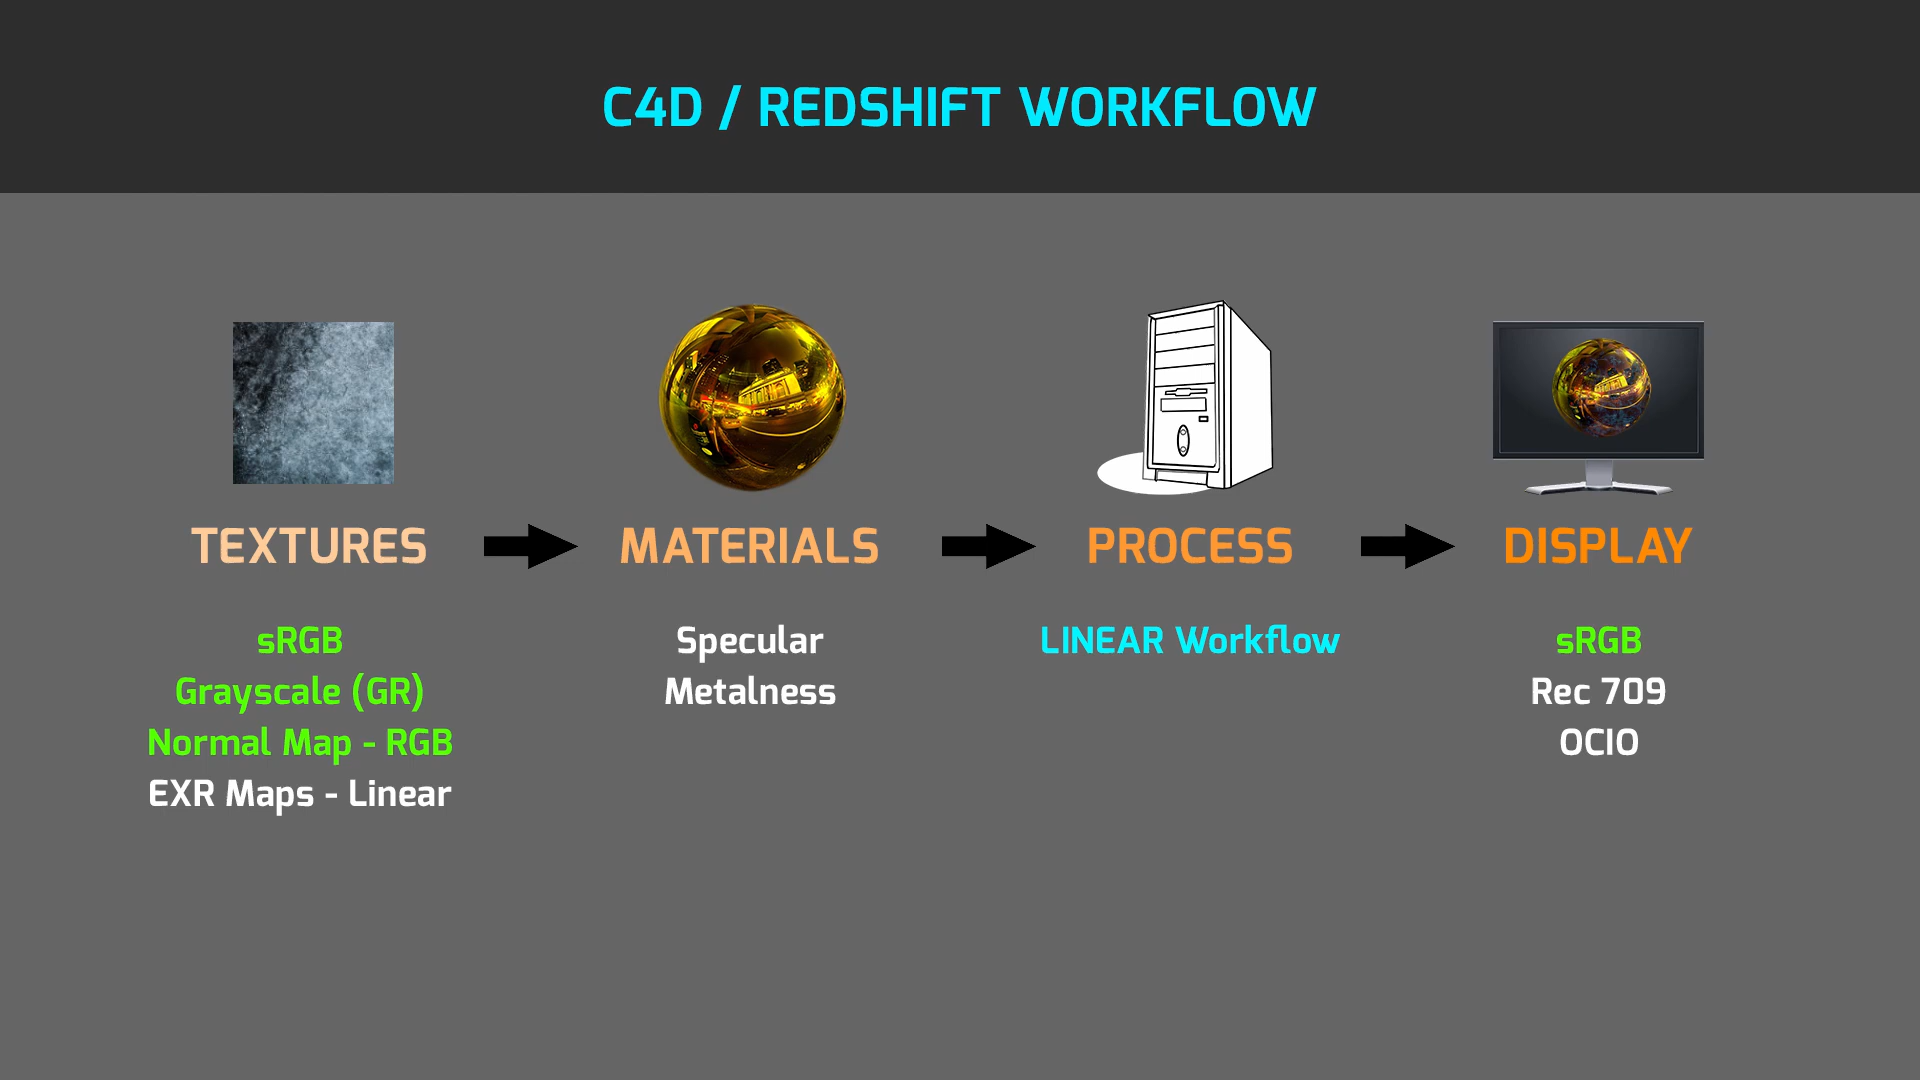 C4D / REDSHIFT WORKFLOW
TEXTURES
sRGB
Grayscale (GR)
Normal Map - RGB
EXR Maps - Linear
MATERIALS
Specular
Metalness
PROCESS
LINEAR Workflow
DISPLAY
sRGB
Rec 709
OCIO